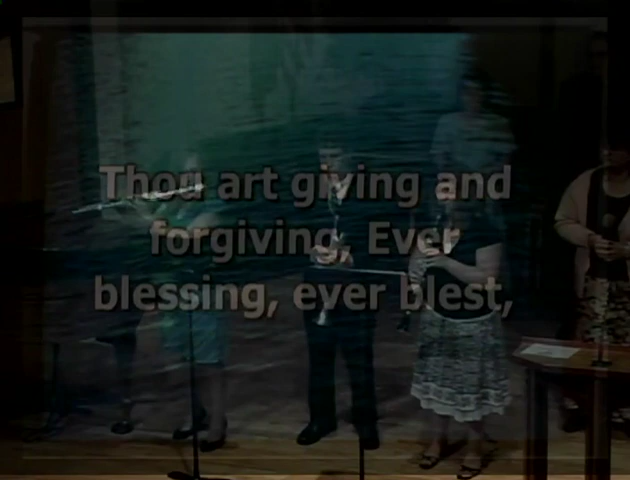 Thou art giving and
forgiving, Ever
blessing, ever blest,